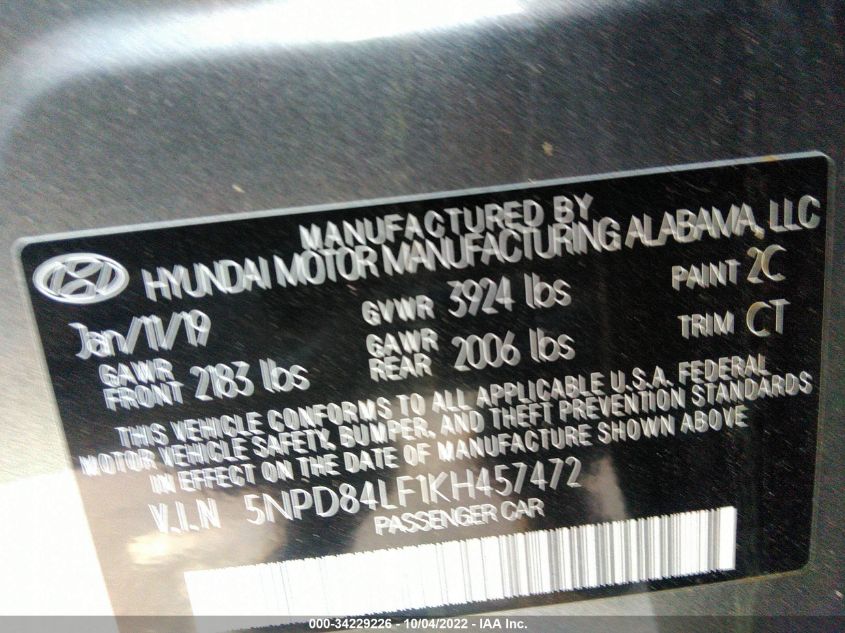 MANUFACTURED BY
HYUNDAI MOTOR MANUFACTURING ALABAMA, LLC
Jan/11/19 GVWR 3924 lbs PAINT 2C
GAWR FRONT 2183 lbs GAWR REAR 2006 lbs TRIM CT
THIS VEHICLE CONFORMS TO ALL APPLICABLE U.S.A. FEDERAL
MOTOR VEHICLE SAFETY, BUMPER, AND THEFT PREVENTION STANDARDS
IN EFFECT ON THE DATE OF MANUFACTURE SHOWN ABOVE
V.I.N 5NPD84LF1KH457472
PASSENGER CAR
000-34229226 - 10/04/2022 - IAA Inc.